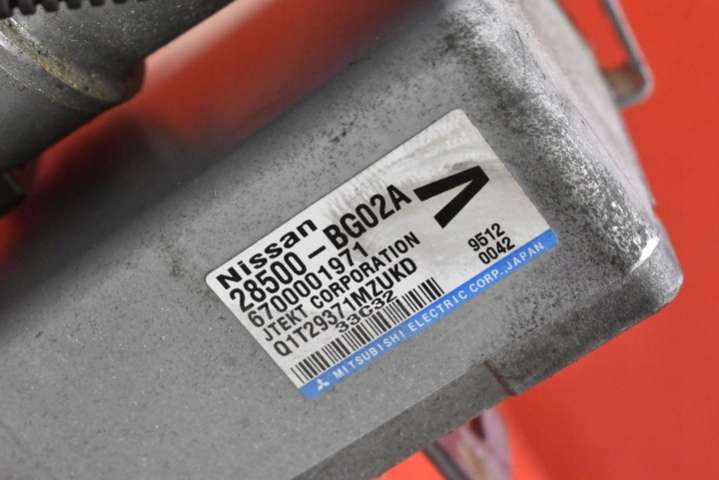 Nissan
28500-BG02A
6700001971
JTEKT CORPORATION
Q1T29371MZUKD
33C32
V
9512
0042
MITSUBISHI ELECTRIC CORP., JAPAN